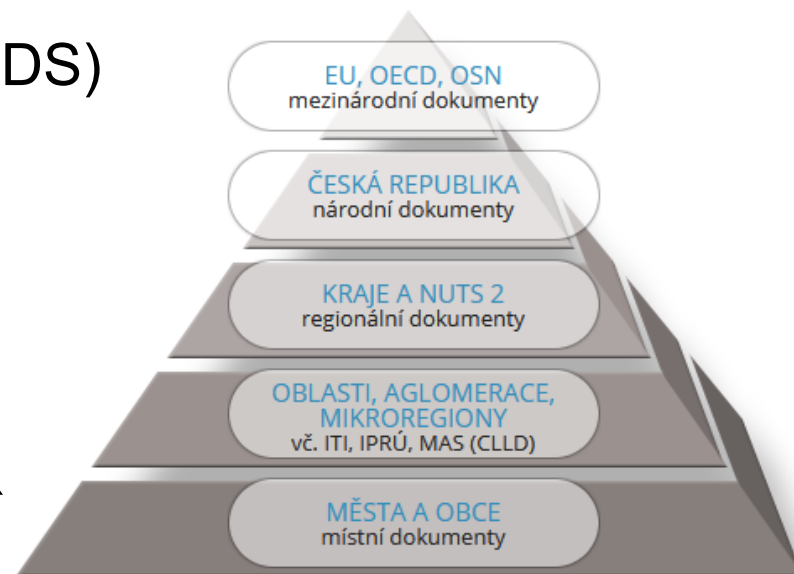 DS)
EU, OECD, OSN
mezinárodní dokumenty
ČESKÁ REPUBLIKA
národní dokumenty
KRAJE A NUTS 2
regionální dokumenty
OBLASTI, AGLOMERACE,
MIKROREGIONY
vč. ITI, IPRÚ, MAS (CLLD)
MĚSTA A OBCE
místní dokumenty